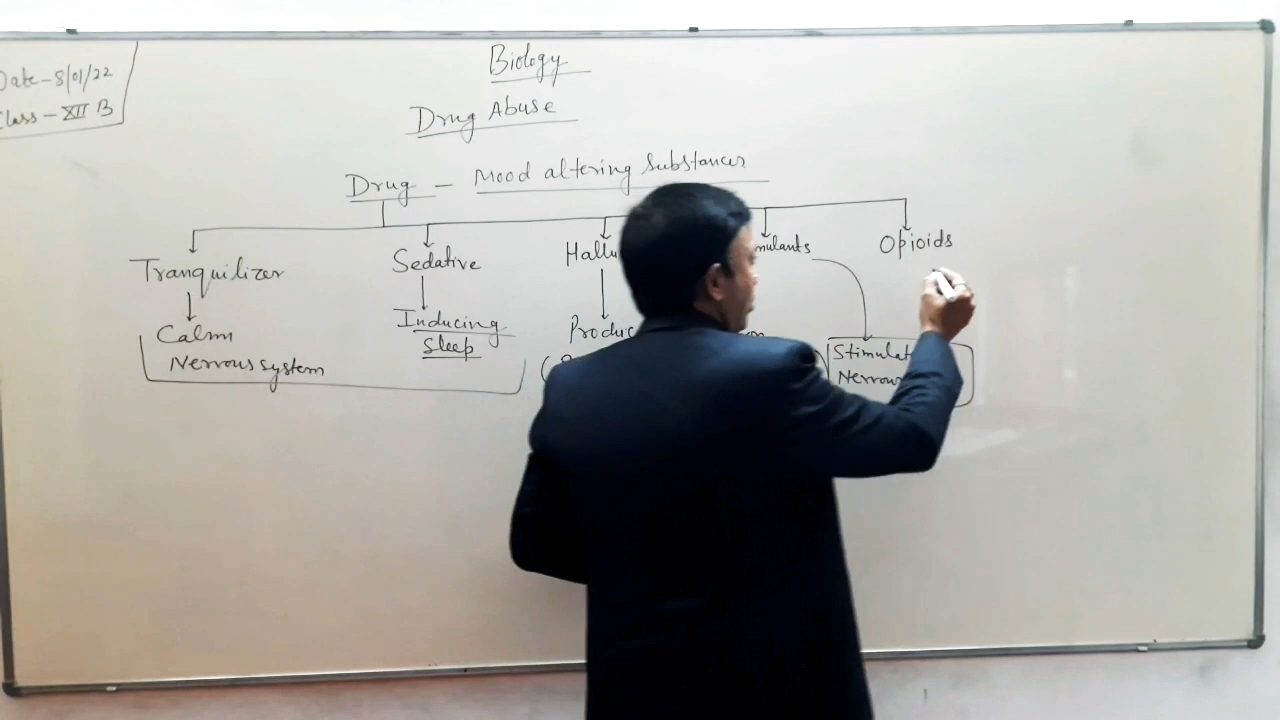 Date-8/01/22
Class - XII B
Biology
Drug Abuse
Drug - Mood altering substances
Tranquilizer
Sedative
Opioids
Calm
Nervous system
Inducing
Sleep